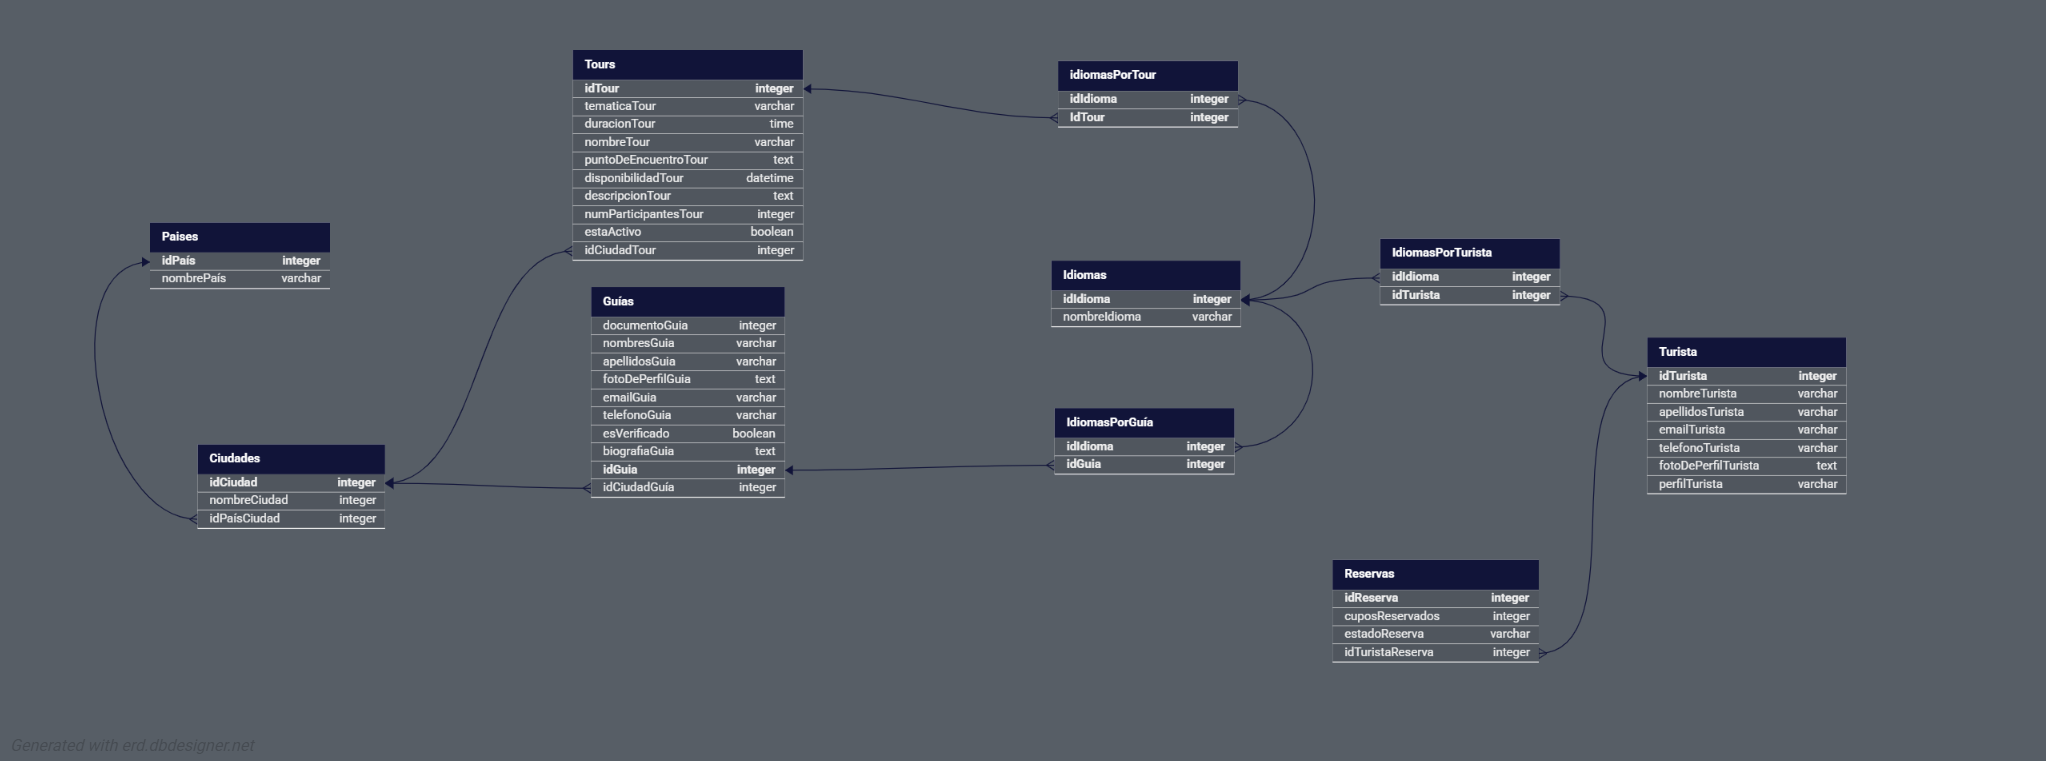 Tours
idTour integer
tematicaTour varchar
duracionTour time
nombreTour varchar
puntoDeEncuentroTour text
disponibilidadTour datetime
descripcionTour text
numParticipantesTour integer
estaActivo boolean
idCiudadTour integer
idiomasPorTour
idIdioma integer
IdTour integer
Paises
idPaís integer
nombrePaís varchar
Guías
documentoGuia integer
nombresGuia varchar
apellidosGuia varchar
fotoDePerfilGuia text
emailGuia varchar
telefonoGuia varchar
esVerificado boolean
biografiaGuia text
idGuia integer
idCiudadGuía integer
Idiomas
idIdioma integer
nombreIdioma varchar
IdiomasPorTurista
idIdioma integer
idTurista integer
Turista
idTurista integer
nombreTurista varchar
apellidosTurista varchar
emailTurista varchar
telefonoTurista varchar
fotoDePerfilTurista text
perfilTurista varchar
Ciudades
idCiudad integer
nombreCiudad integer
idPaísCiudad integer
IdiomasPorGuía
idIdioma integer
idGuia integer
Reservas
idReserva integer
cuposReservados integer
estadoReserva varchar
idTuristaReserva integer
Generated with erd.dbdesigner.net